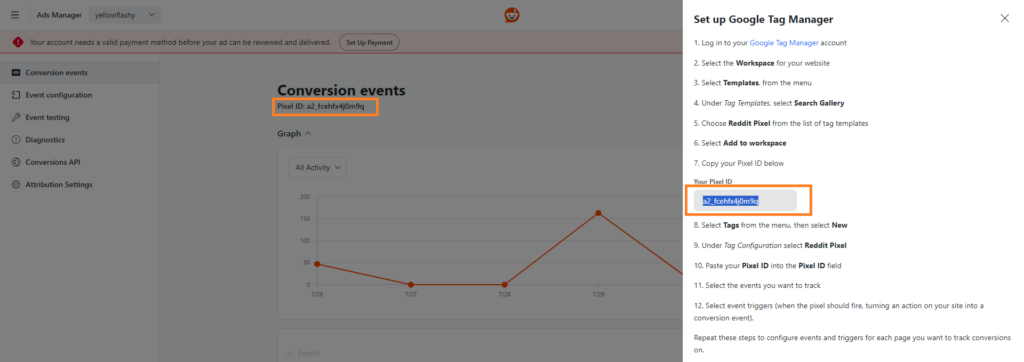 Ads Manager
yellowflashy
Your account needs a valid payment method before your ad can be reviewed and delivered.
Set Up Payment
Conversion events
Event configuration
Event testing
Diagnostics
Conversions API
Attribution Settings
Conversion events
Pixel ID: a2_fcehfx4j0m9q
Graph
All Activity
200
150
100
50
0
7/26
7/27
7/28
7/29
Export
Set up Google Tag Manager
1. Log in to your Google Tag Manager account
2. Select the Workspace for your website
3. Select Templates, from the menu
4. Under Tag Templates, select Search Gallery
5. Choose Reddit Pixel from the list of tag templates
6. Select Add to workspace
7. Copy your Pixel ID below
Your Pixel ID
a2_fcehfx4j0m9q
8. Select Tags from the menu, then select New
9. Under Tag Configuration select Reddit Pixel
10. Paste your Pixel ID into the Pixel ID field
11. Select the events you want to track
12. Select event triggers (when the pixel should fire, turning an action on your site into a
conversion event).
Repeat these steps to configure events and triggers for each page you want to track conversions
on.